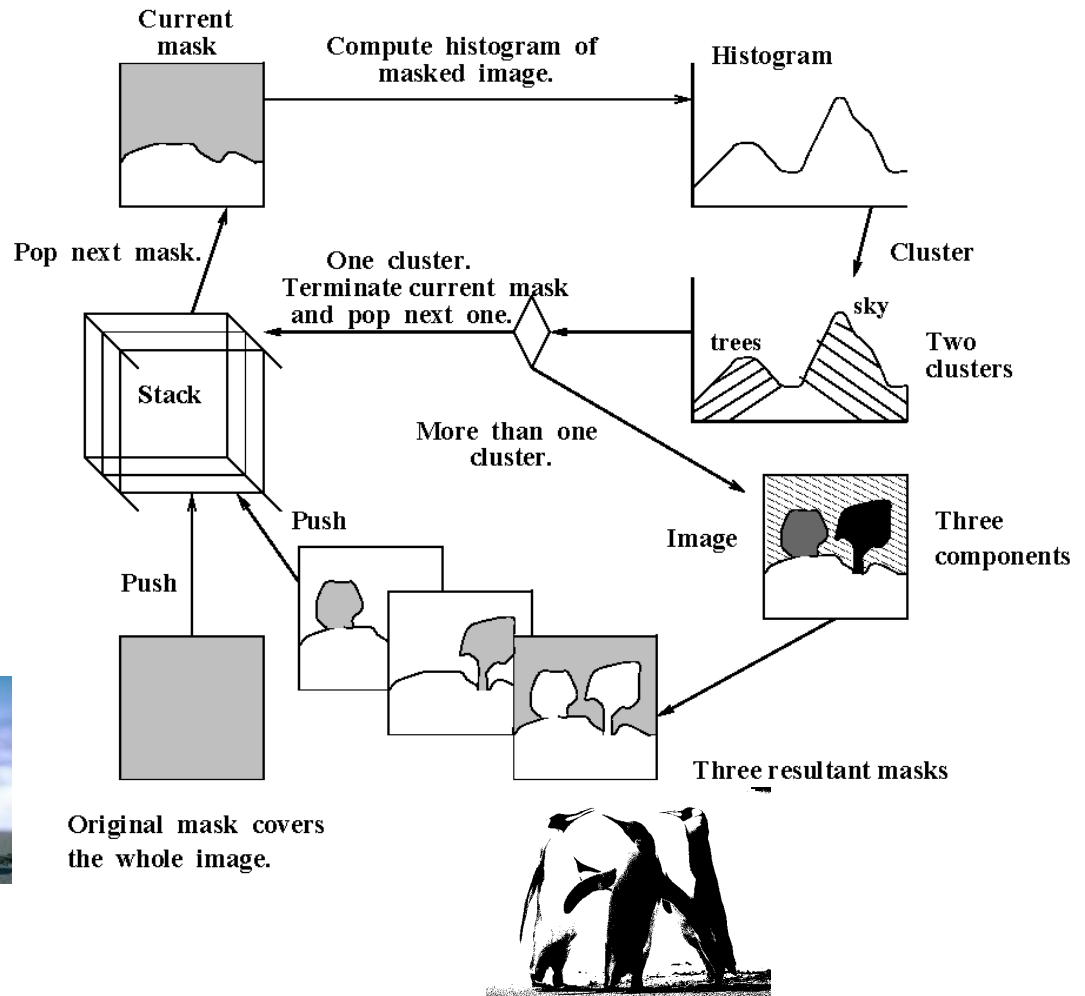 Current
mask
Compute histogram of
masked image.
Histogram
Pop next mask.
One cluster.
Terminate current mask
and pop next one.
Cluster
sky
trees
Two
clusters
Stack
More than one
cluster.
Push
Image
Three
components
Push
Three resultant masks
Original mask covers
the whole image.